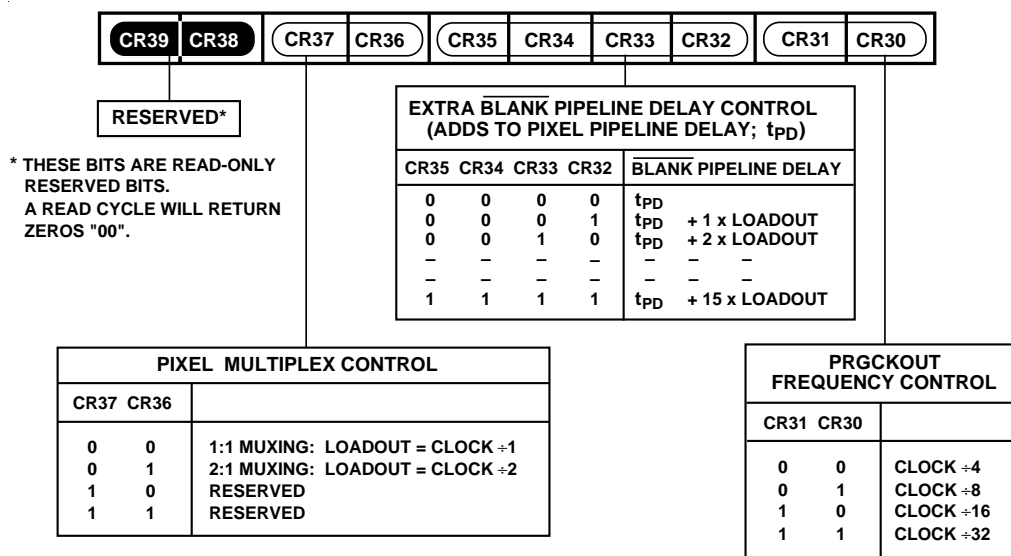 CR39 CR38 CR37 CR36 CR35 CR34 CR33 CR32 CR31 CR30
RESERVED*
* THESE BITS ARE READ-ONLY
RESERVED BITS.
A READ CYCLE WILL RETURN
ZEROS "00".
EXTRA BLANK PIPELINE DELAY CONTROL
(ADDS TO PIXEL PIPELINE DELAY; tPD)
CR35 CR34 CR33 CR32 BLANK PIPELINE DELAY
0 0 0 0 tPD
0 0 0 1 tPD + 1 x LOADOUT
0 0 1 0 tPD + 2 x LOADOUT
– – – – – – –
– – – – – – –
1 1 1 1 tPD + 15 x LOADOUT
PIXEL MULTIPLEX CONTROL
CR37 CR36
0 0 1:1 MUXING: LOADOUT = CLOCK ÷1
0 1 2:1 MUXING: LOADOUT = CLOCK ÷2
1 0 RESERVED
1 1 RESERVED
PRGCKOUT
FREQUENCY CONTROL
CR31 CR30
0 0 CLOCK ÷4
0 1 CLOCK ÷8
1 0 CLOCK ÷16
1 1 CLOCK ÷32